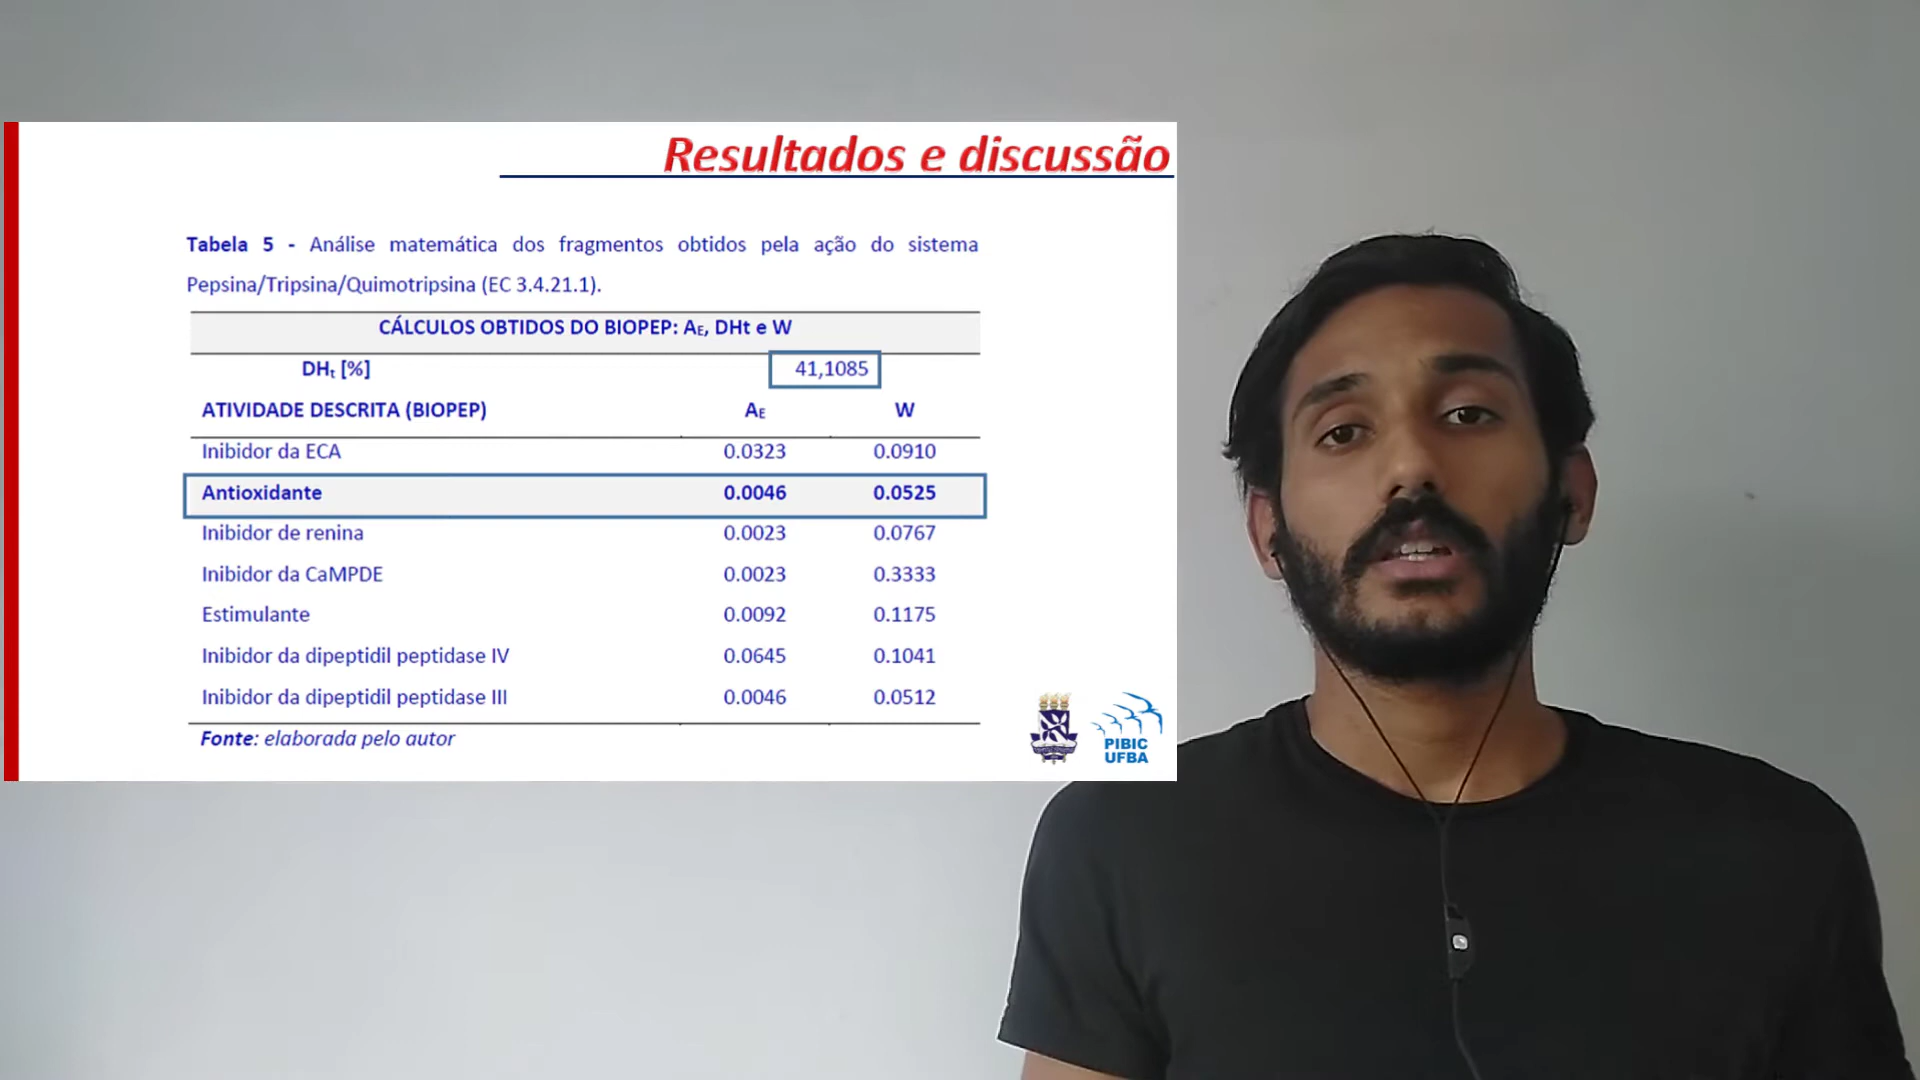 Resultados e discussão
Tabela 5 - Análise matemática dos fragmentos obtidos pela ação do sistema
Pepsina/Tripsina/Quimotripsina (EC 3.4.21.1).
CÁLCULOS OBTIDOS DO BIOPEP: AE, DHt e W
DHt [%] 41,1085
ATIVIDADE DESCRITA (BIOPEP) AE W
Inibidor da ECA 0.0323 0.0910
Antioxidante 0.0046 0.0525
Inibidor de renina 0.0023 0.0767
Inibidor da CaMPDE 0.0023 0.3333
Estimulante 0.0092 0.1175
Inibidor da dipeptidil peptidase IV 0.0645 0.1041
Inibidor da dipeptidil peptidase III 0.0046 0.0512
Fonte: elaborada pelo autor
PIBIC
UFBA